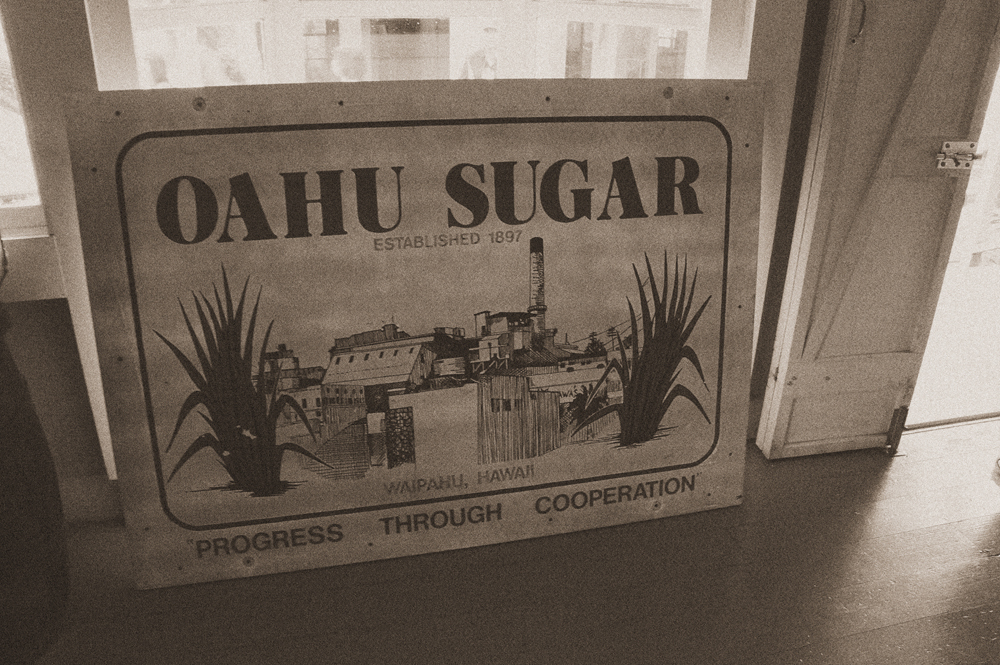 OAHU SUGAR
ESTABLISHED 1897
WAIPAHU, HAWAII
"PROGRESS THROUGH COOPERATION"